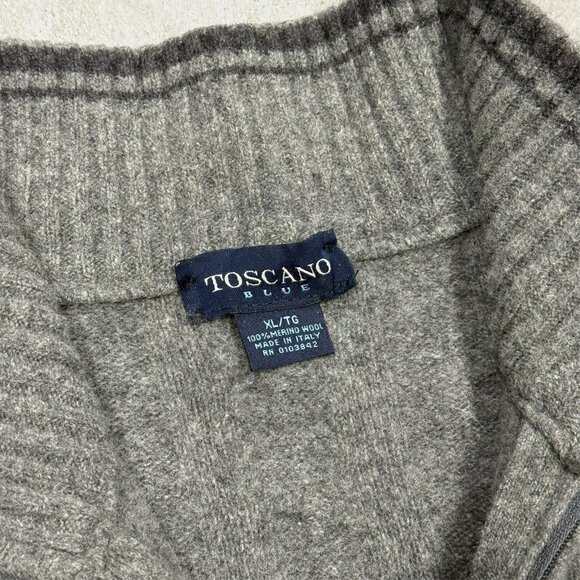 TOSCANO
BLUE
XL/TG
100% MERINO WOOL
MADE IN ITALY
RN 0103842